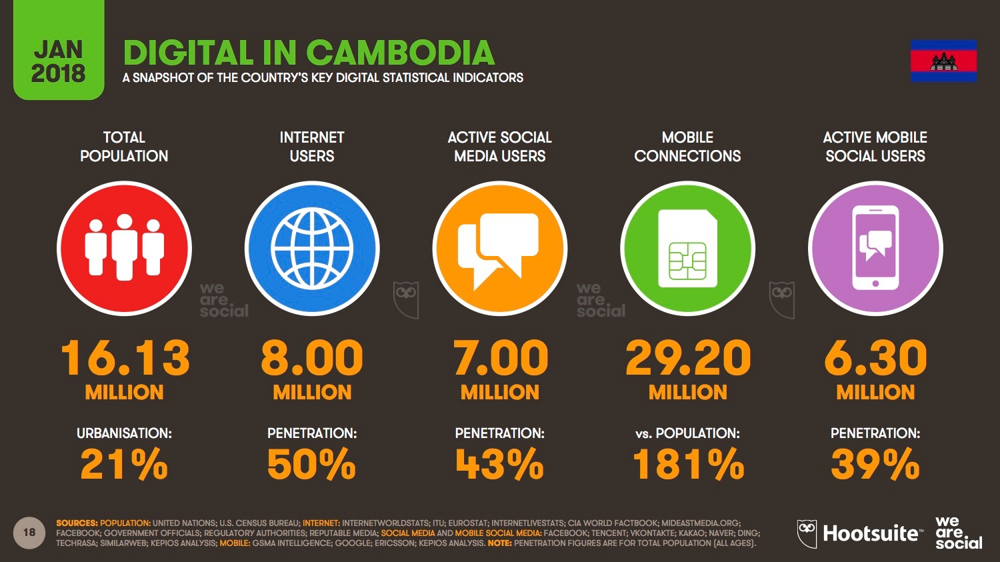 JAN
2018
DIGITAL IN CAMBODIA
A SNAPSHOT OF THE COUNTRY'S KEY DIGITAL STATISTICAL INDICATORS
TOTAL
POPULATION
INTERNET
USERS
ACTIVE SOCIAL
MEDIA USERS
MOBILE
CONNECTIONS
ACTIVE MOBILE
SOCIAL USERS
we
are
social
we
are
social
16.13
MILLION
8.00
MILLION
7.00
MILLION
29.20
MILLION
6.30
MILLION
URBANISATION:
21%
PENETRATION:
50%
PENETRATION:
43%
vs. POPULATION:
181%
PENETRATION:
39%
18
SOURCES: POPULATION: UNITED NATIONS; U.S. CENSUS BUREAU; INTERNET: INTERNETWORLDSTATS; ITU; EUROSTAT; INTERNETLIVESTATS; CIA WORLD FACTBOOK; MIDEASTMEDIA.ORG;
FACEBOOK; GOVERNMENT OFFICIALS; REGULATORY AUTHORITIES; REPUTABLE MEDIA; SOCIAL MEDIA AND MOBILE SOCIAL MEDIA: FACEBOOK; TENCENT; VKONTAKTE; KAKAO; NAVER; DING;
TECHRASA; SIMILARWEB; KEPIOS ANALYSIS; MOBILE: GSMA INTELLIGENCE; GOOGLE; ERICSSON; KEPIOS ANALYSIS. NOTE: PENETRATION FIGURES ARE FOR TOTAL POPULATION (ALL AGES).
Hootsuite™
we
are
social